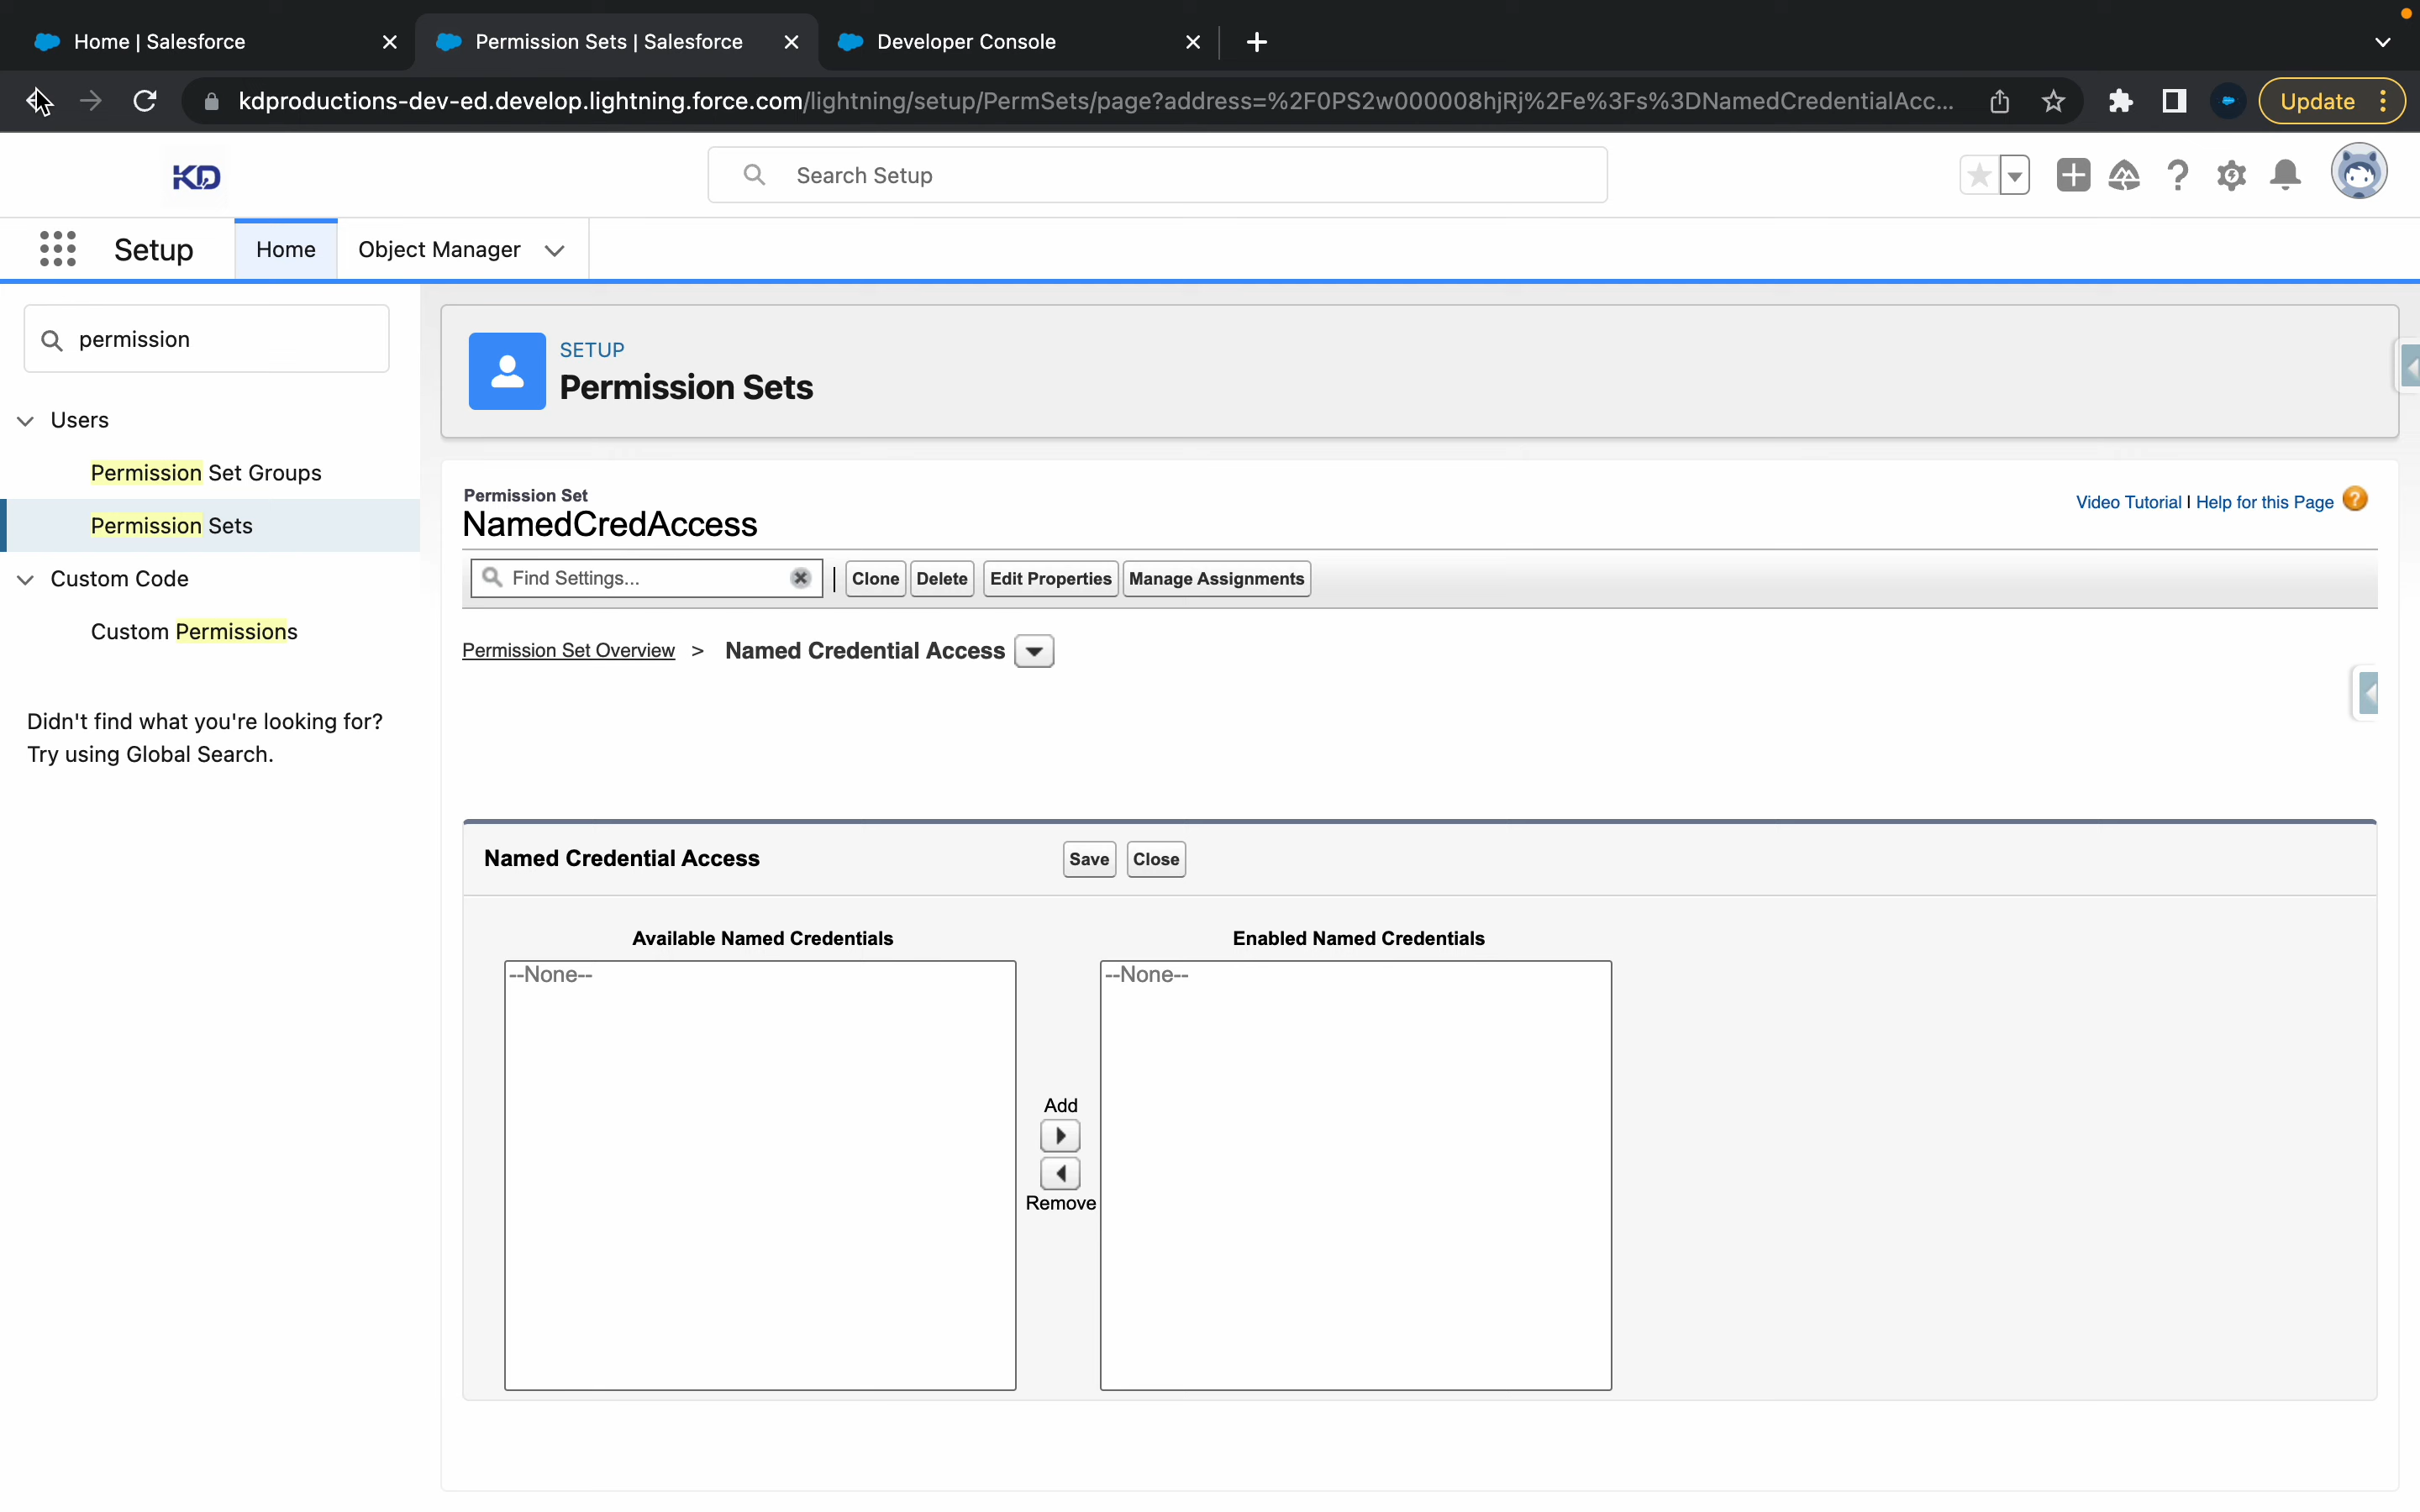 Home | Salesforce
Permission Sets | Salesforce
Developer Console
kdproductions-dev-ed.develop.lightning.force.com/lightning/setup/PermSets/page?address=%2F0PS2w000008hjRj%2Fe%3Fs%3DNamedCredentialAcc...
Update
KD
Search Setup
Setup
Home
Object Manager
permission
Users
Permission Set Groups
Permission Sets
Custom Code
Custom Permissions
Didn't find what you're looking for?
Try using Global Search.
SETUP
Permission Sets
Permission Set
NamedCredAccess
Video Tutorial | Help for this Page
Find Settings...
Clone
Delete
Edit Properties
Manage Assignments
Permission Set Overview > Named Credential Access
Named Credential Access
Save
Close
Available Named Credentials
Enabled Named Credentials
--None--
--None--
Add
Remove